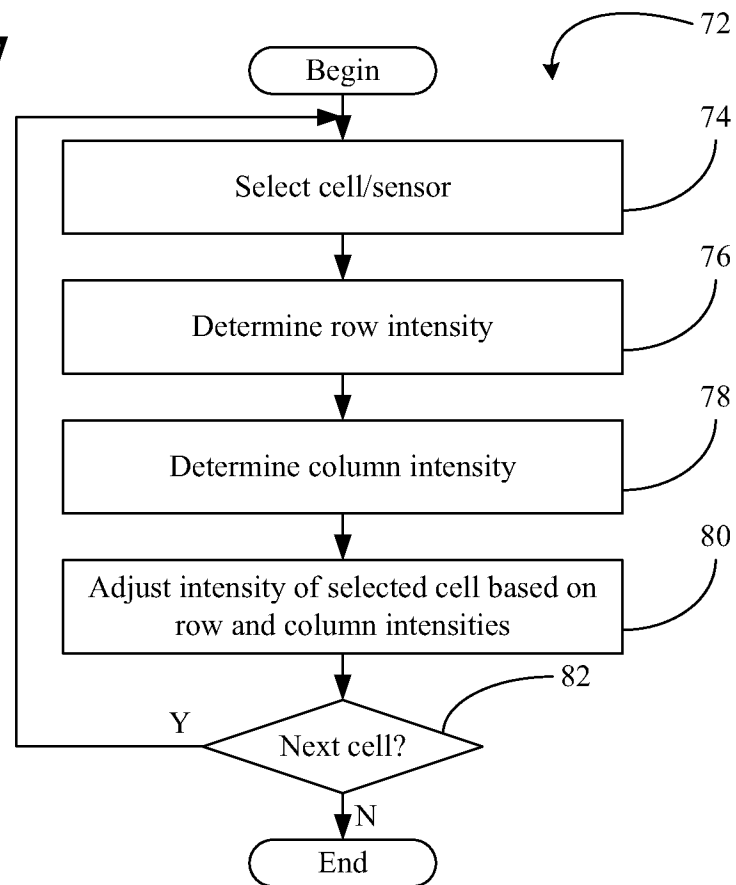 72
Begin
74
Select cell/sensor
76
Determine row intensity
78
Determine column intensity
80
Adjust intensity of selected cell based on
row and column intensities
82
Y
Next cell?
N
End